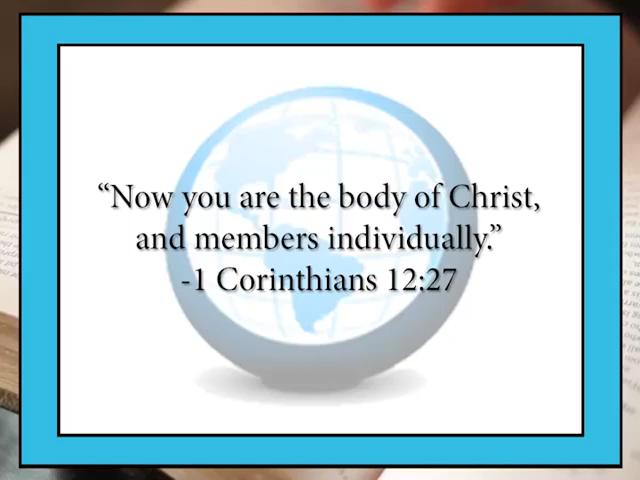 “Now you are the body of Christ,
and members individually.”
-1 Corinthians 12:27